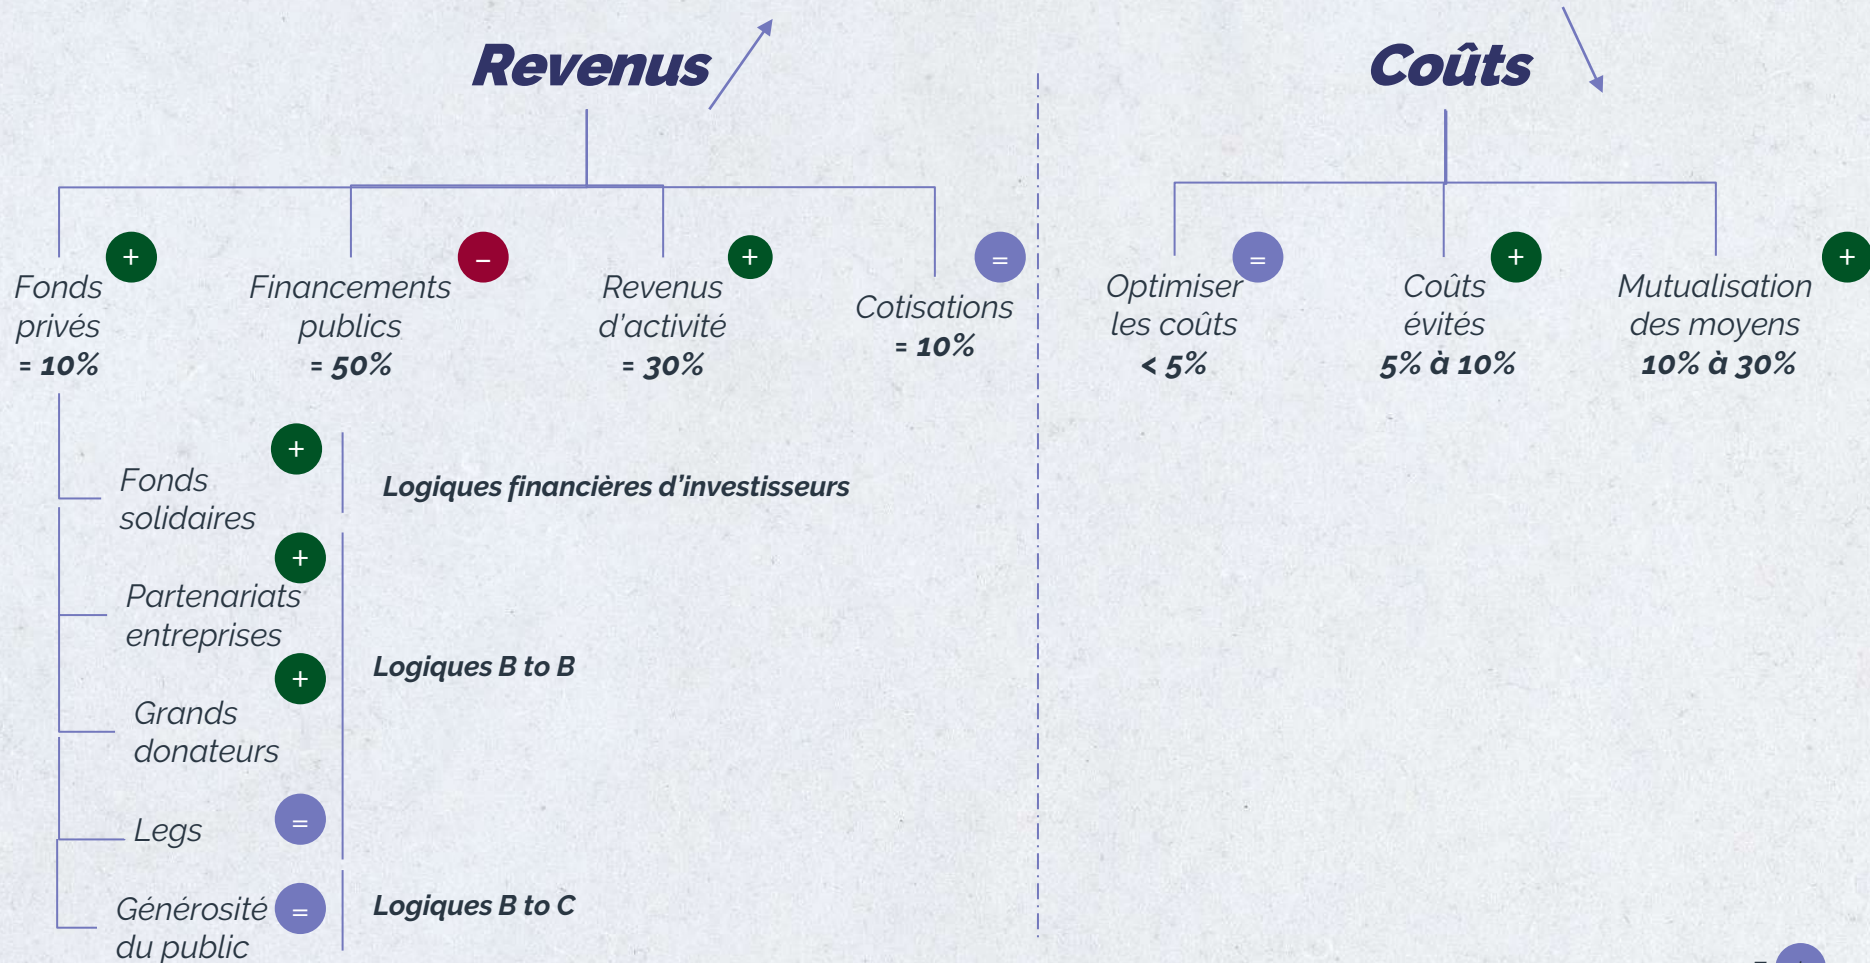 Revenus
Coûts
+
Fonds
privés
= 10%
–
Financements
publics
= 50%
+
Revenus
d’activité
= 30%
=
Cotisations
= 10%
=
Optimiser
les coûts
< 5%
+
Coûts
évités
5% à 10%
+
Mutualisation
des moyens
10% à 30%
+
Fonds
solidaires
Logiques financières d’investisseurs
+
Partenariats
entreprises
Logiques B to B
+
Grands
donateurs
=
Legs
=
Générosité
du public
Logiques B to C